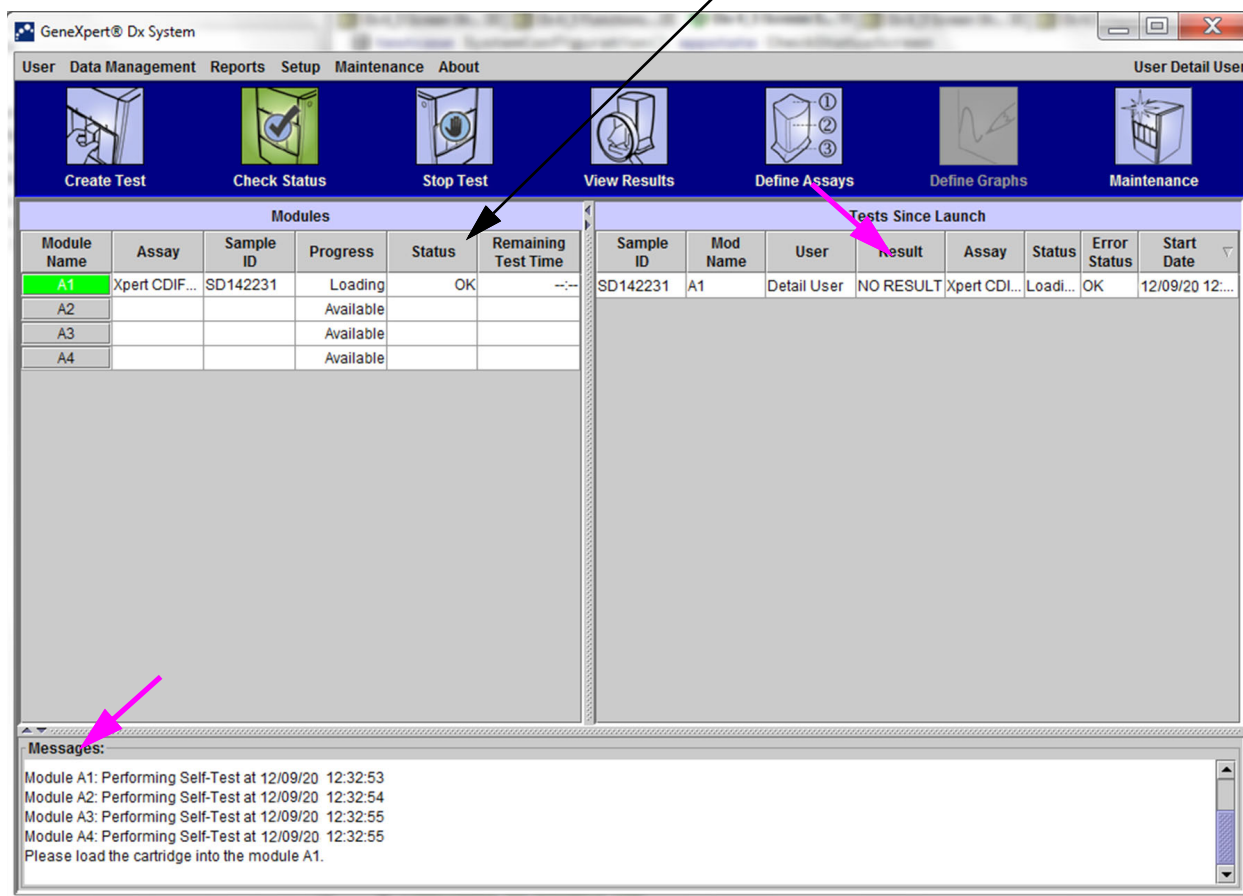 GeneXpert® Dx System
User Data Management Reports Setup Maintenance About User Detail User
Create Test Check Status Stop Test View Results Define Assays Define Graphs Maintenance
Modules
Module Name Assay Sample ID Progress Status Remaining Test Time
A1 Xpert CDIF... SD142231 Loading OK --:--
A2 Available
A3 Available
A4 Available
Tests Since Launch
Sample ID Mod Name User Result Assay Status Error Status Start Date
SD142231 A1 Detail User NO RESULT Xpert CDI... Loadi... OK 12/09/20 12:...
Messages:
Module A1: Performing Self-Test at 12/09/20 12:32:53
Module A2: Performing Self-Test at 12/09/20 12:32:54
Module A3: Performing Self-Test at 12/09/20 12:32:55
Module A4: Performing Self-Test at 12/09/20 12:32:55
Please load the cartridge into the module A1.